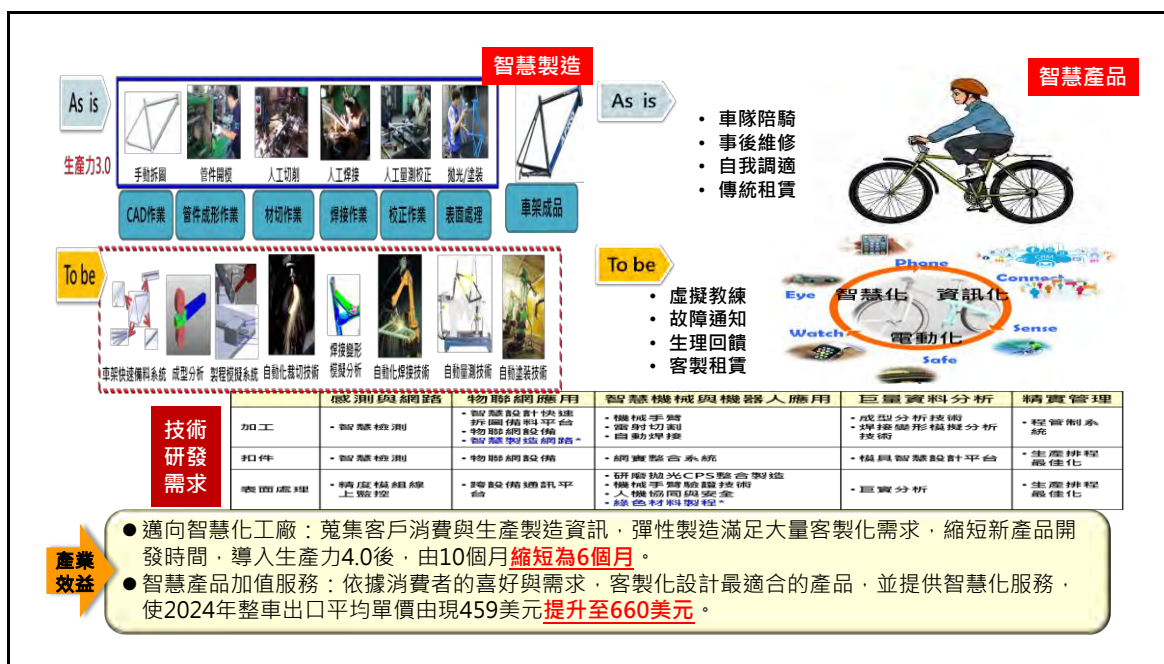 智慧製造
As is
生產力3.0
手動拆圖
管件開模
人工切削
人工焊接
人工量測校正
拋光/塗裝
CAD作業
管件成形作業
材切作業
焊接作業
校正作業
表面處理
車架成品
To be
車架快速備料系統
成型分析
製程模擬系統
自動化裁切技術
焊接變形
模擬分析
自動化焊接技術
自動量測技術
自動塗裝技術
智慧產品
As is
• 車隊陪騎
• 事後維修
• 自我調適
• 傳統租賃
To be
• 虛擬教練
• 故障通知
• 生理回饋
• 客製租賃
Phone
CRM
Connect
Eye
智慧化
資訊化
Watch
電動化
Sense
Safe
技術
研發
需求
感測與網路
物聯網應用
智慧機械與機器人應用
巨量資料分析
精實管理
加工
・智慧檢測
・智慧設計快速
拆圖備料平台
・物聯網設備
・智慧製造網路*
・機械手臂
・雷射切割
・自動焊接
・成型分析技術
・焊接變形模擬分析
技術
・程管制系
統
扣件
・智慧檢測
・物聯網設備
・網實整合系統
・模具智慧設計平台
・生產排程
最佳化
表面處理
・精度模組線
上監控
・跨設備通訊平
台
・研磨拋光CPS整合製造
・機械手臂驗證技術
・人機協同與安全
・綠色材料製程*
・巨實分析
・生產排程
最佳化
產業
效益
● 邁向智慧化工廠：蒐集客戶消費與生產製造資訊，彈性製造滿足大量客製化需求，縮短新產品開
發時間，導入生產力4.0後，由10個月縮短為6個月。
● 智慧產品加值服務：依據消費者的喜好與需求，客製化設計最適合的產品，並提供智慧化服務，
使2024年整車出口平均單價由現459美元提升至660美元。